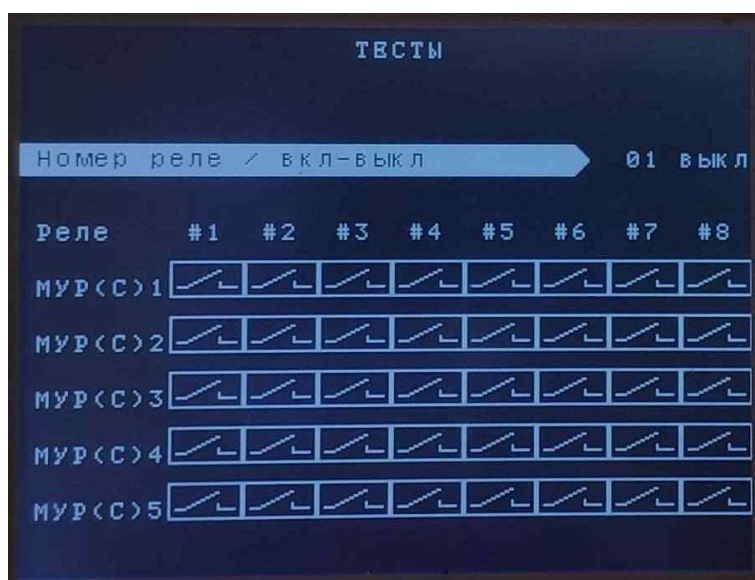 ТЕСТЫ
Номер реле / вкл-выкл 01 выкл
Реле #1 #2 #3 #4 #5 #6 #7 #8
МУР(С)1
МУР(С)2
МУР(С)3
МУР(С)4
МУР(С)5